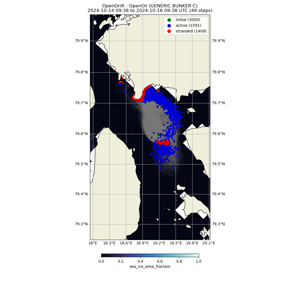 OpenDrift - OpenOil (GENERIC BUNKER C)
2024-10-14 09:38 to 2024-10-16 09:38 UTC (49 steps)
initial (3000)
active (1591)
stranded (1409)
79.9°N 79.9°N
79.8°N 79.8°N
79.7°N 79.7°N
79.6°N 79.6°N
79.5°N 79.5°N
79.4°N 79.4°N
79.3°N 79.3°N
18°E 18.3°E 18.6°E 18.9°E 19.2°E 19.5°E 19.8°E 20.1°E
0.0 0.2 0.4 0.6 0.8 1.0
sea_ice_area_fraction